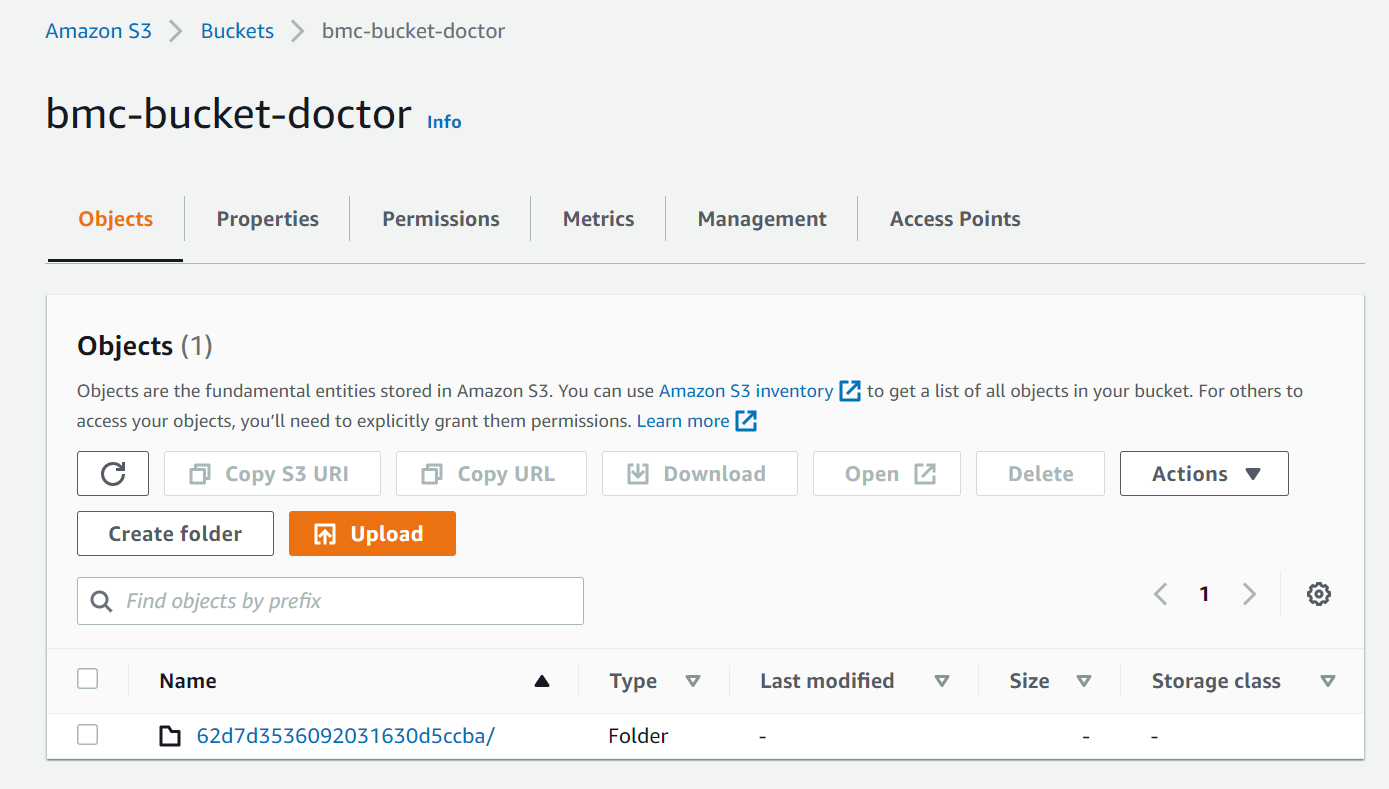 Amazon S3 Buckets bmc-bucket-doctor
bmc-bucket-doctor Info
Objects Properties Permissions Metrics Management Access Points
Objects (1)
Objects are the fundamental entities stored in Amazon S3. You can use Amazon S3 inventory to get a list of all objects in your bucket. For others to
access your objects, you’ll need to explicitly grant them permissions. Learn more
Copy S3 URI Copy URL Download Open Delete Actions
Create folder Upload
Find objects by prefix 1
Name Type Last modified Size Storage class
62d7d3536092031630d5ccba/ Folder - - -